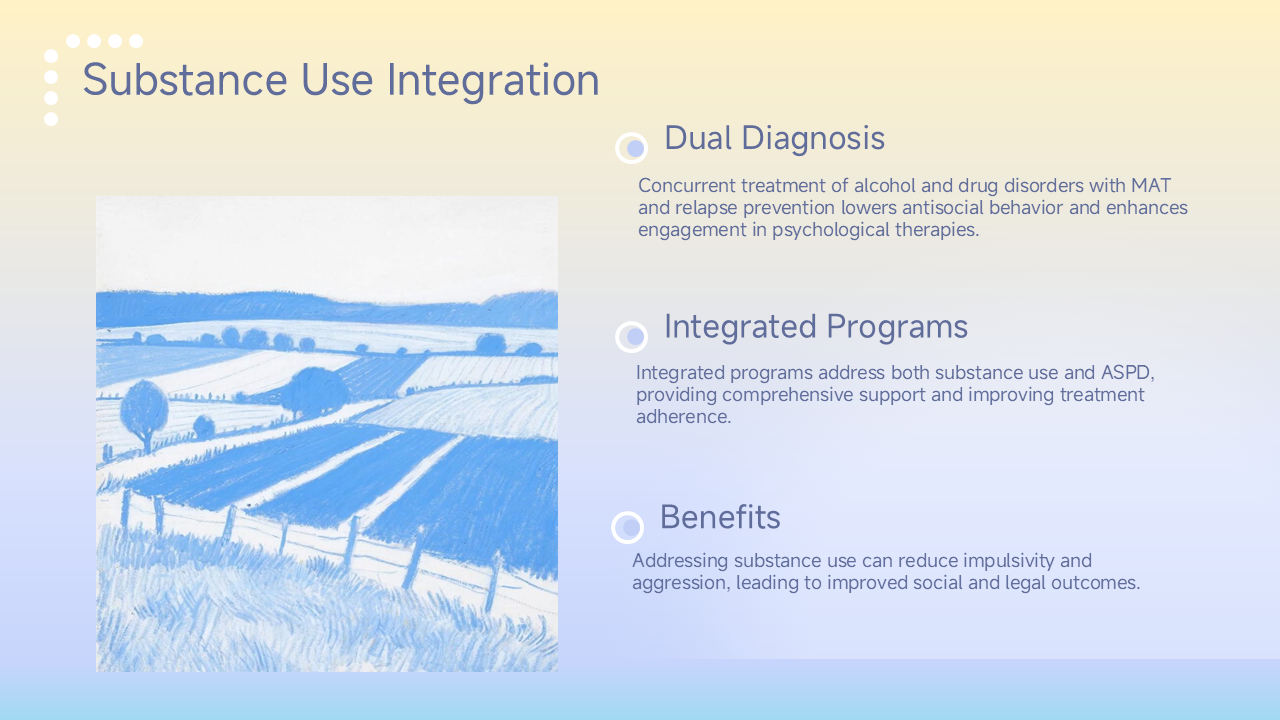 Substance Use Integration
Dual Diagnosis
Concurrent treatment of alcohol and drug disorders with MAT
and relapse prevention lowers antisocial behavior and enhances
engagement in psychological therapies.
Integrated Programs
Integrated programs address both substance use and ASPD,
providing comprehensive support and improving treatment
adherence.
Benefits
Addressing substance use can reduce impulsivity and
aggression, leading to improved social and legal outcomes.